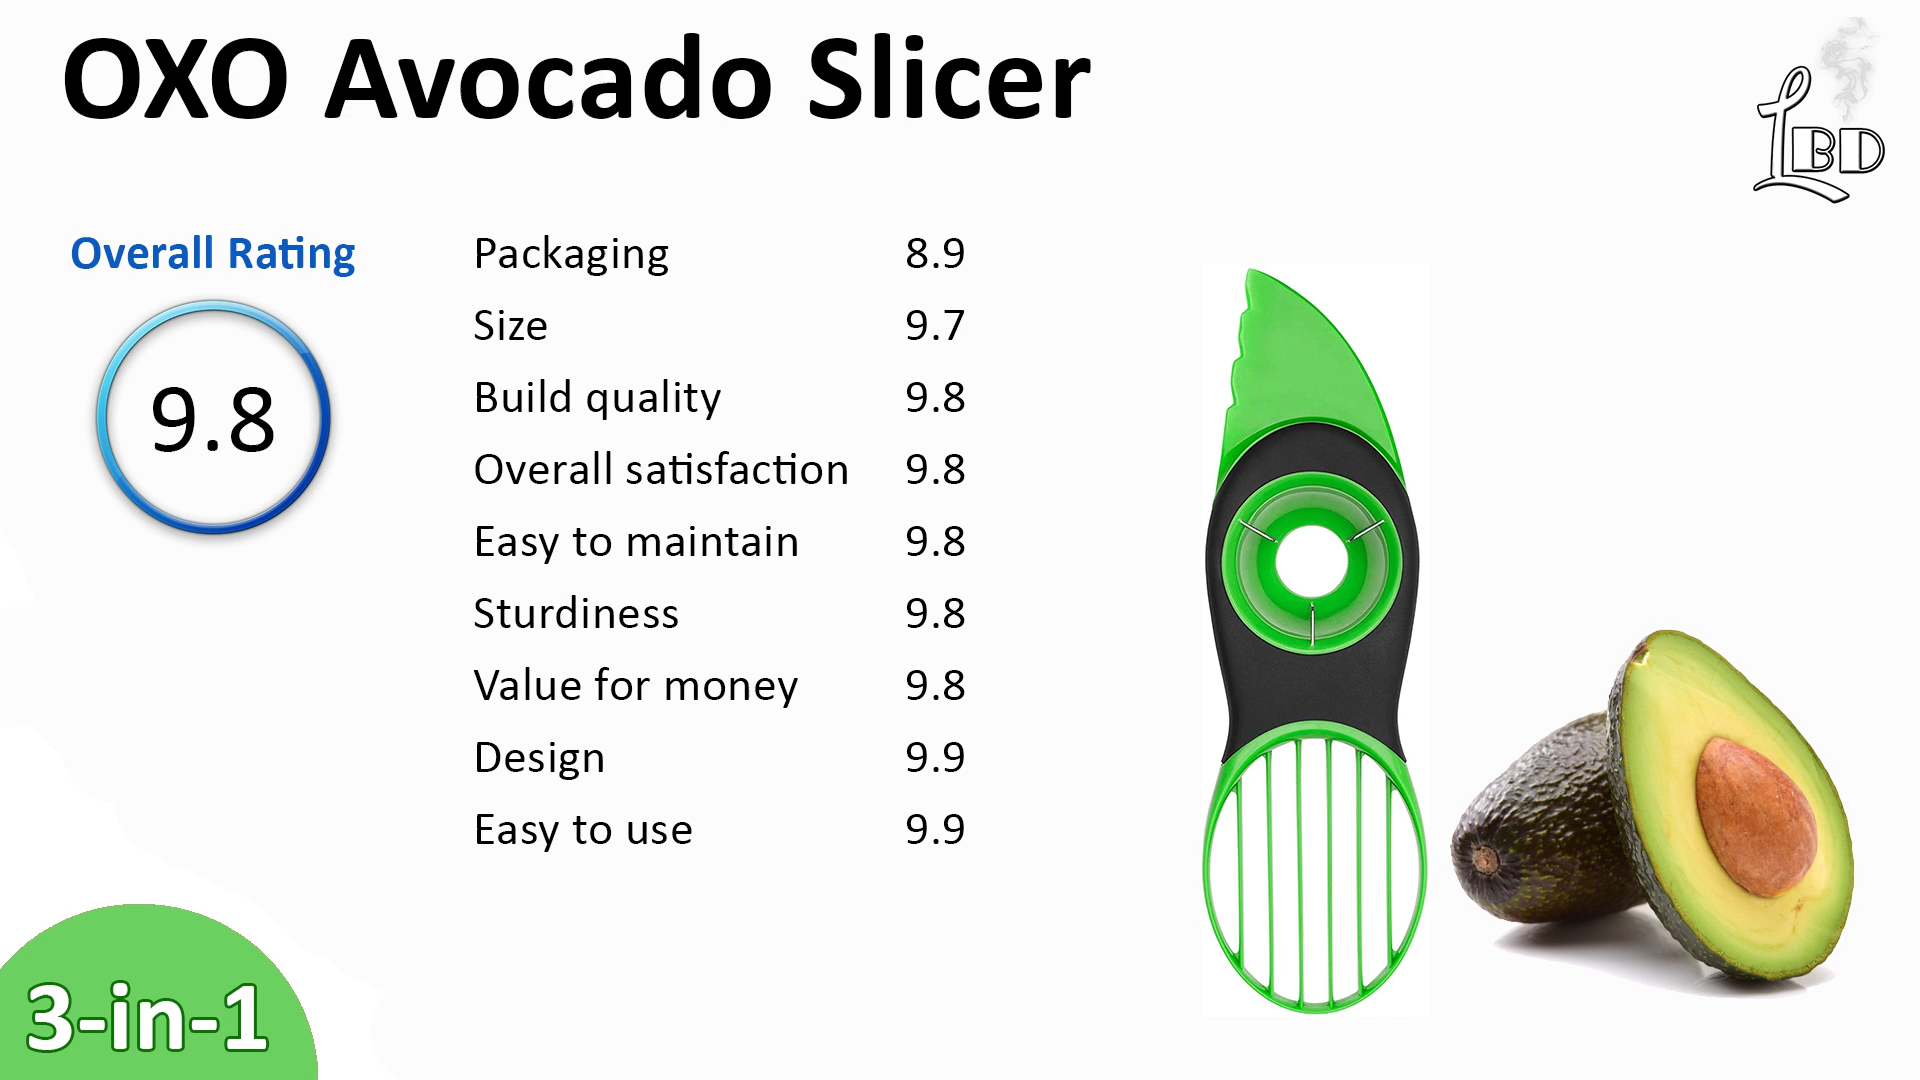 OXO Avocado Slicer
LBD
Overall Rating
9.8
Packaging 8.9
Size 9.7
Build quality 9.8
Overall satisfaction 9.8
Easy to maintain 9.8
Sturdiness 9.8
Value for money 9.8
Design 9.9
Easy to use 9.9
3-in-1